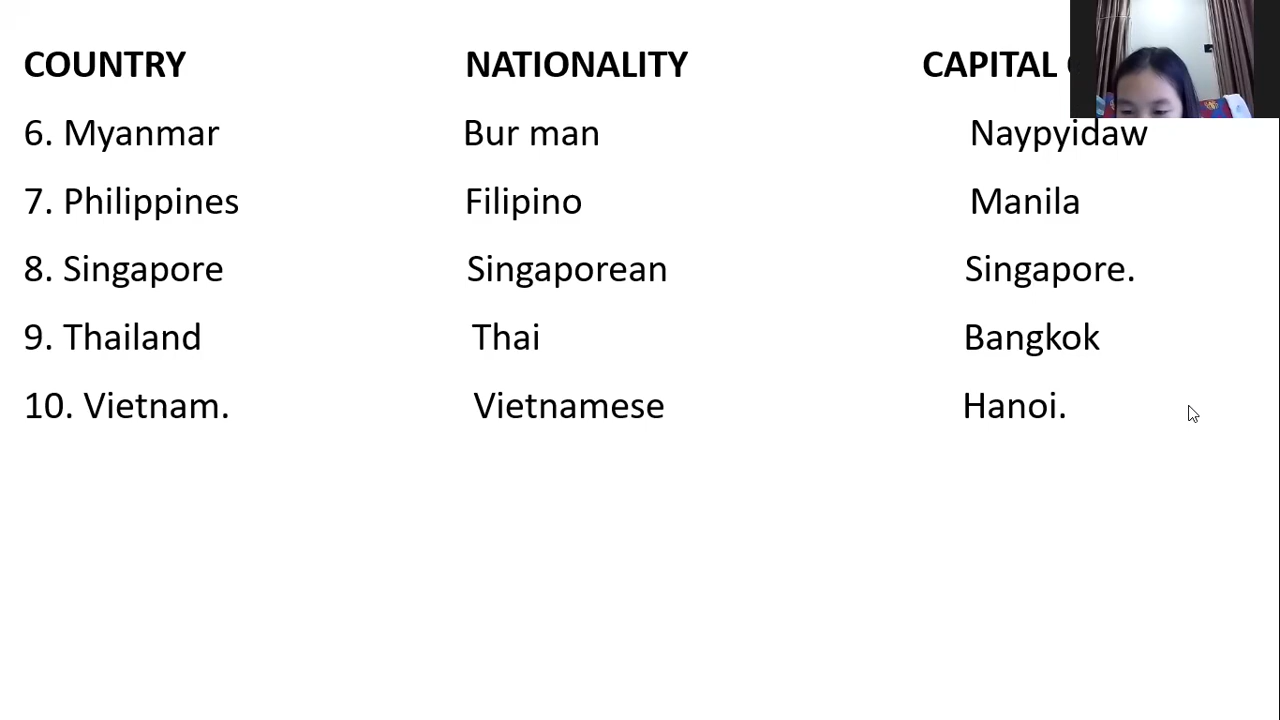 COUNTRY NATIONALITY CAPITAL
6. Myanmar Bur man Naypyidaw
7. Philippines Filipino Manila
8. Singapore Singaporean Singapore.
9. Thailand Thai Bangkok
10. Vietnam. Vietnamese Hanoi.